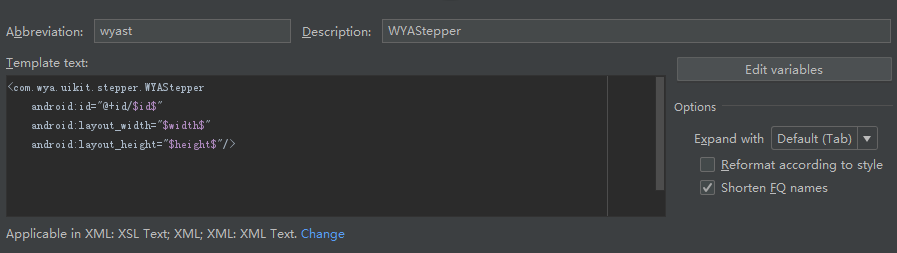 Abbreviation: wyast Description: WYAStepper
Template text:
<com.wya.uikit.stepper.WYAStepper
android:id="@+id/$id$"
android:layout_width="$width$"
android:layout_height="$height$"/>
Edit variables
Options
Expand with Default (Tab)
Reformat according to style
Shorten FQ names
Applicable in XML: XSL Text; XML; XML: XML Text. Change